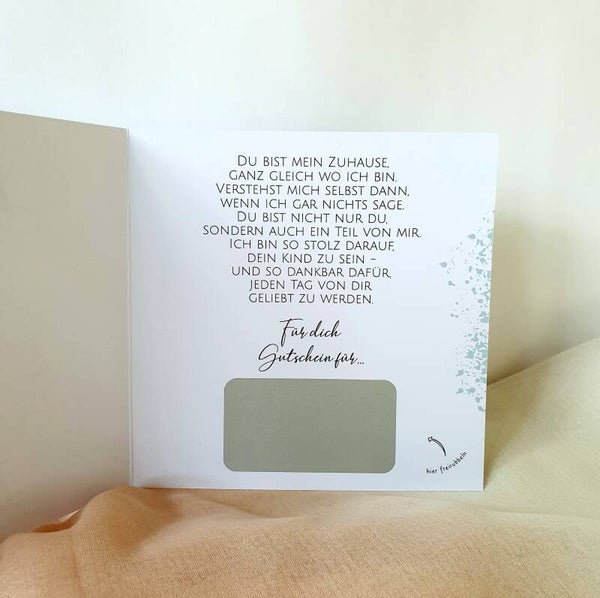 DU BIST MEIN ZUHAUSE,
GANZ GLEICH WO ICH BIN.
VERSTEHST MICH SELBST DANN,
WENN ICH GAR NICHTS SAGE.
DU BIST NICHT NUR DU,
SONDERN AUCH EIN TEIL VON MIR.
ICH BIN SO STOLZ DARAUF,
DEIN KIND ZU SEIN –
UND SO DANKBAR DAFÜR,
JEDEN TAG VON DIR
GELIEBT ZU WERDEN.
Für dich
Gutschein für...
hier freirubbeln